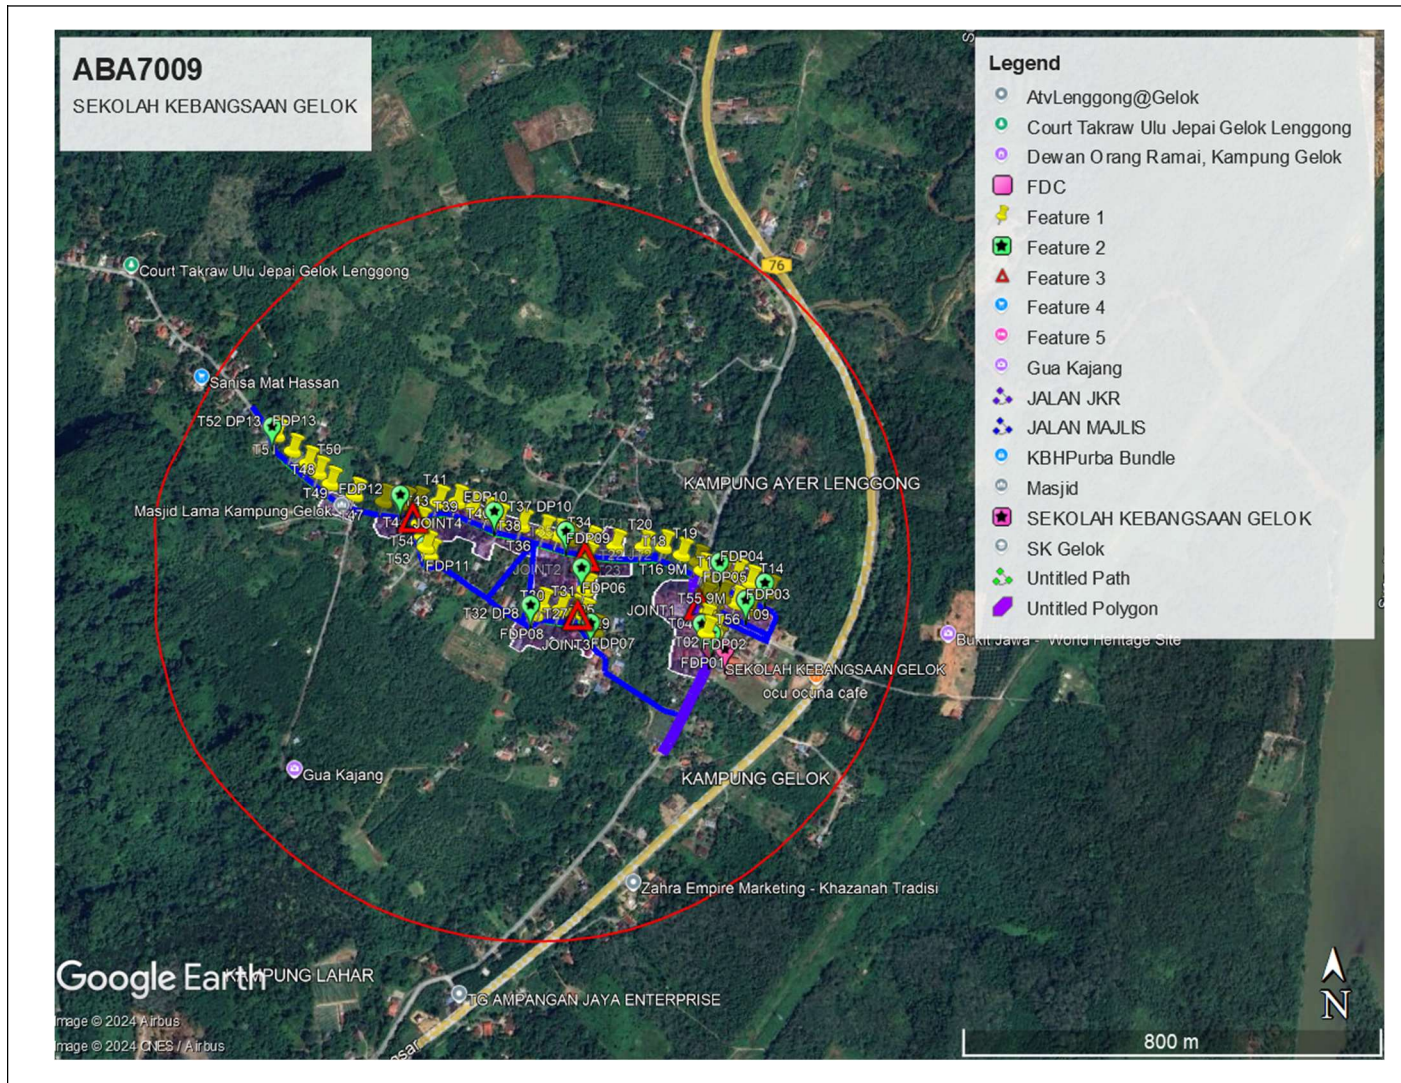 ABA7009
SEKOLAH KEBANGSAAN GELOK
Legend
AtvLenggong@Gelok
Court Takraw Ulu Jepai Gelok Lenggong
Dewan Orang Ramai, Kampung Gelok
FDC
Feature 1
Feature 2
Feature 3
Feature 4
Feature 5
Gua Kajang
JALAN JKR
JALAN MAJLIS
KBHPurba Bundle
Masjid
SEKOLAH KEBANGSAAN GELOK
SK Gelok
Untitled Path
Untitled Polygon
76
Court Takraw Ulu Jepai Gelok Lenggong
Sanisa Mat Hassan
T52 DP13
FDP13
T50
T48
T49
FDP12
T41
KAMPUNG AYER LENGGONG
Masjid Lama Kampung Gelok
T47
T43
T39
FDP10
T37 DP10
JOINT4
T38
T34
T20
T54
T36
FDP09
T18
T19
T53
FDP11
JOINT2
T23
T16 9M
FDP04
T14
FDP05
T31
FDP06
T30
T32 DP8
T27
JOINT1
T55 9M
FDP03
T09
T04
T56
FDP08
JOINT3
FDP07
T02
FDP02
FDP01
SEKOLAH KEBANGSAAN GELOK
Bukit Jawa - World Heritage Site
ocu ocuna cafe
Gua Kajang
KAMPUNG GELOK
Zahra Empire Marketing - Khazanah Tradisi
Google Earth
KAMPUNG LAHAR
TG AMPANGAN JAYA ENTERPRISE
Image © 2024 Airbus
Image © 2024 CNES / Airbus
N
800 m